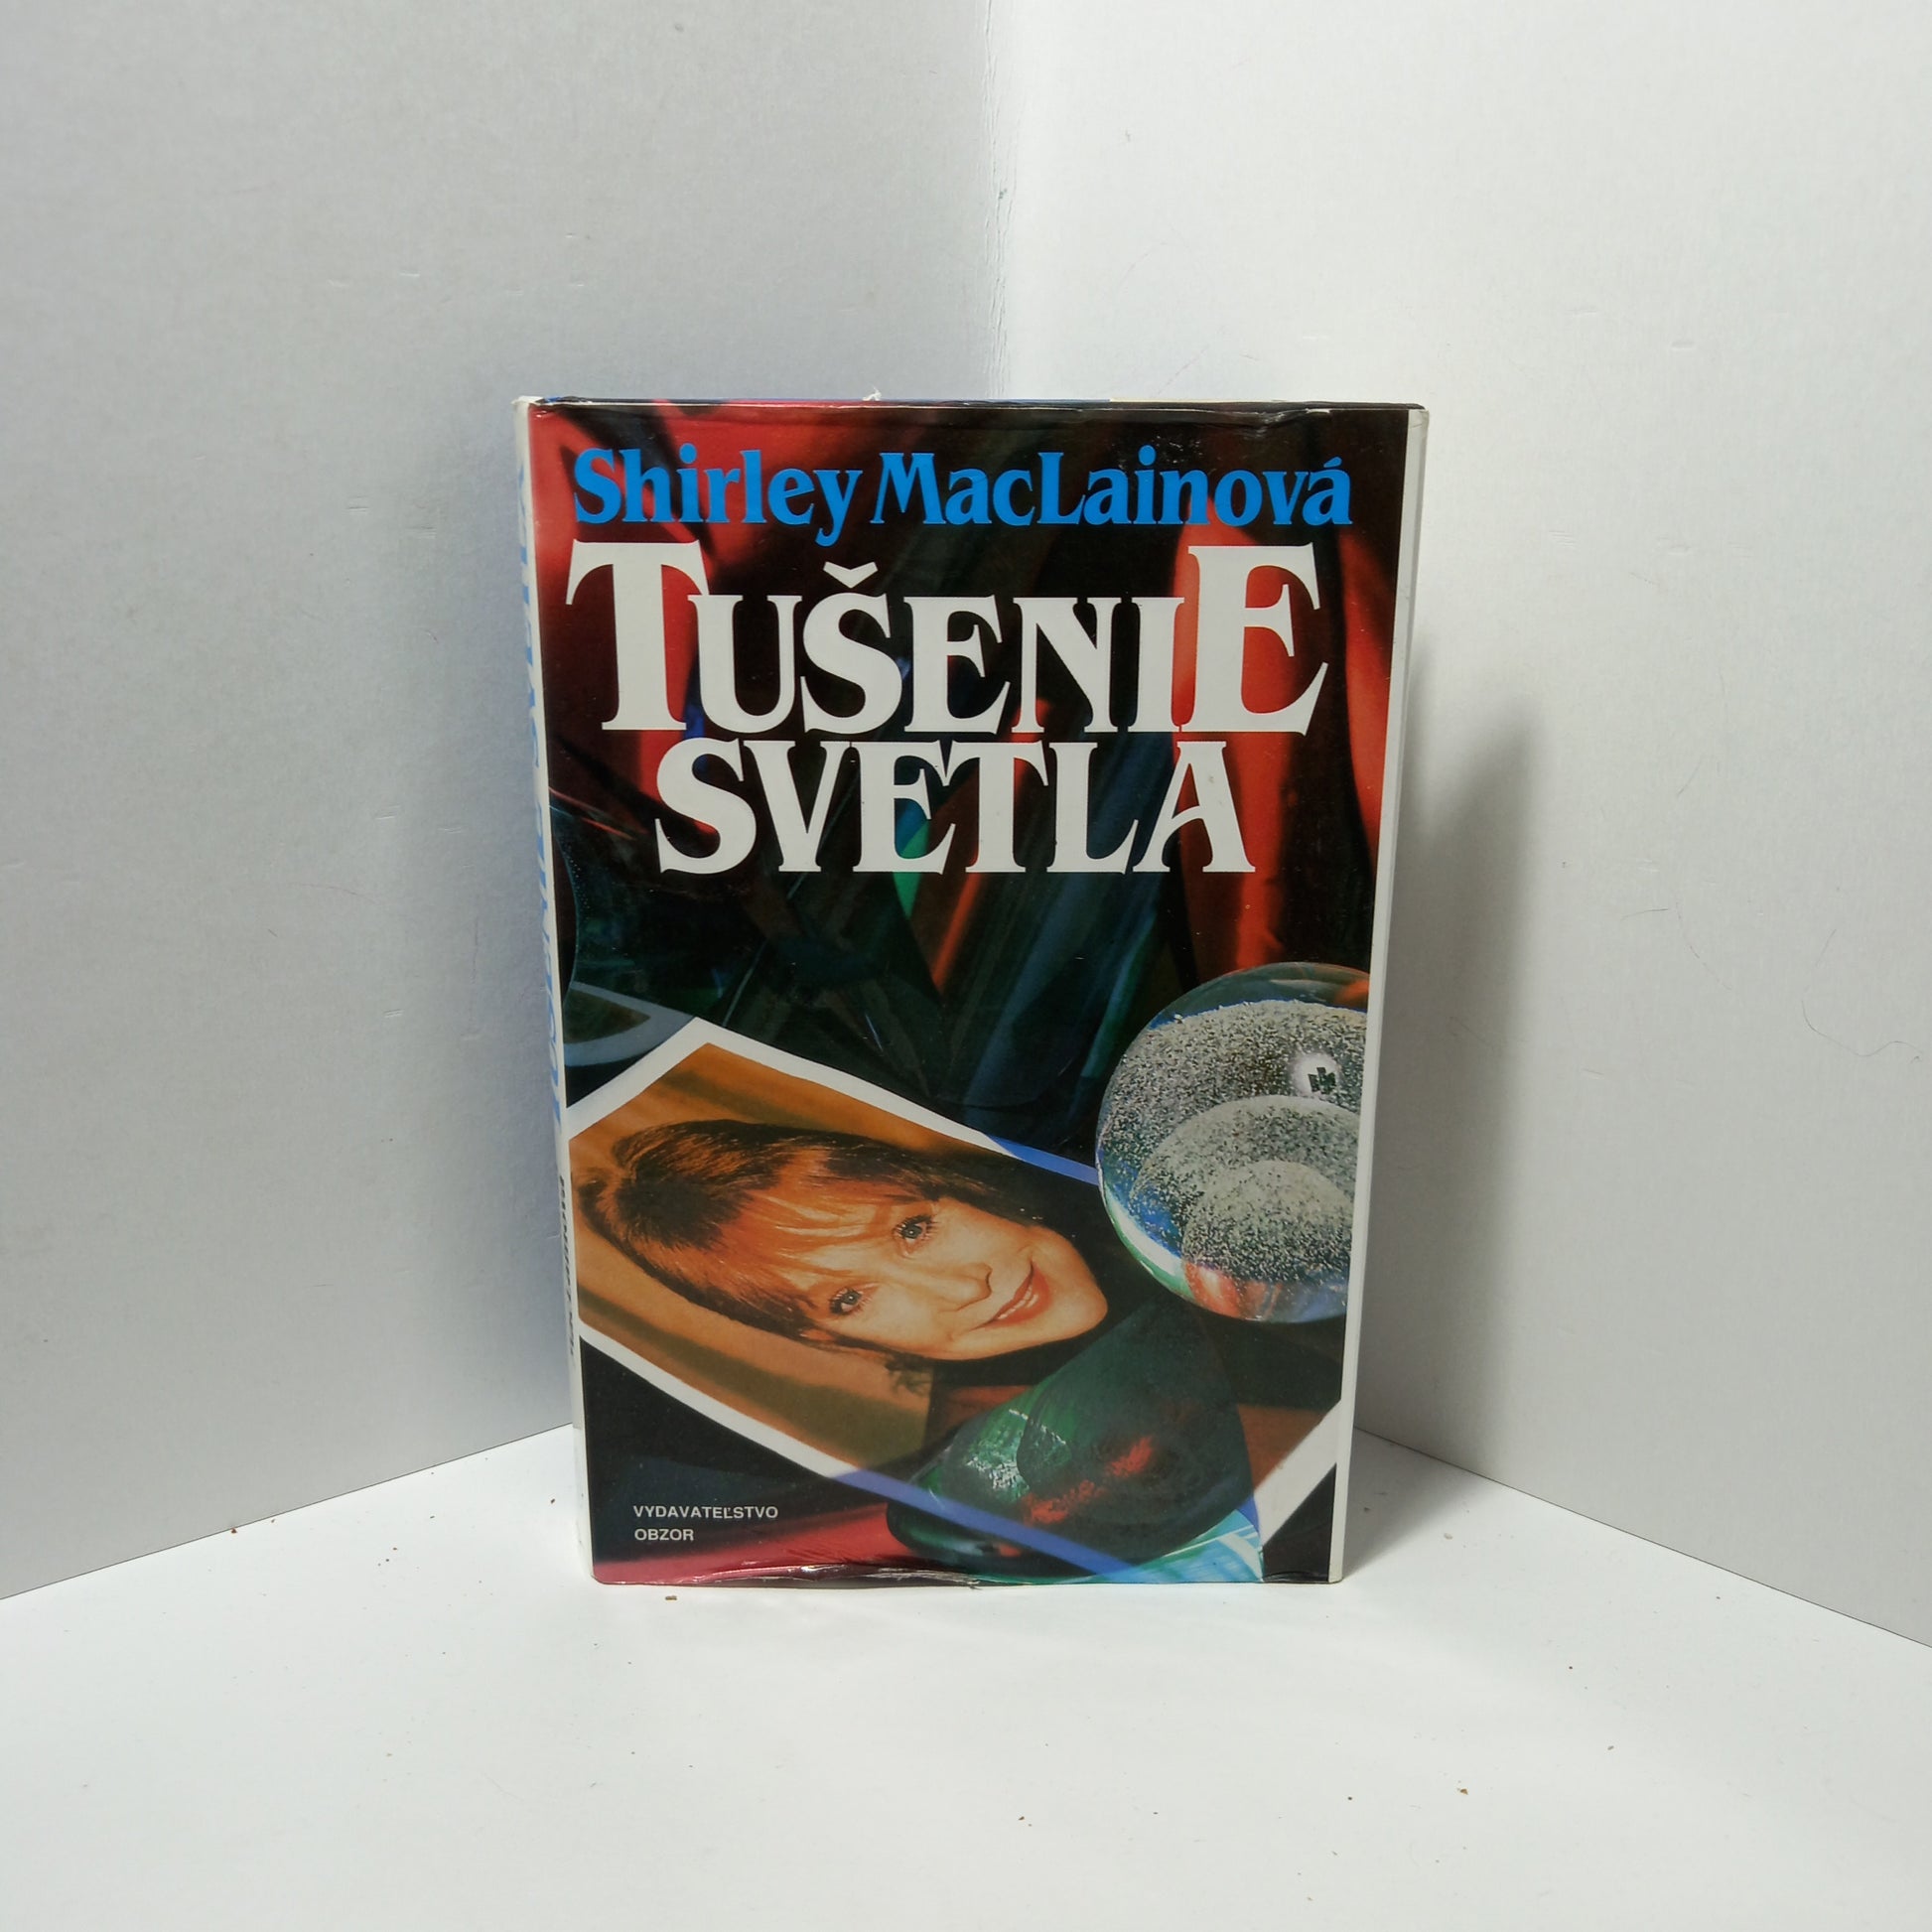 Shirley MacLainová
TUŠENIE
SVETLA
VYDAVATEĽSTVO
OBZOR